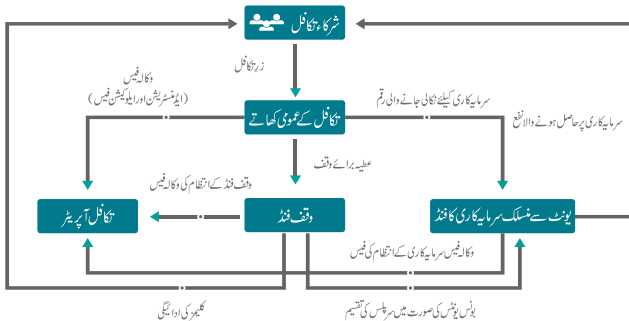 شرکاء تکافل
زرِ تکافل
وکالہ فیس
(ایڈمنسٹریشن اور ایلوکیشن فیس)
سرمایہ کاری کیلئے نکالی جانے والی رقم
تکافل کے عمومی کھاتے
سرمایہ کاری پر حاصل ہونے والا نفع
عطیہ برائے وقف
وقف فنڈ کے انتظام کی وکالہ فیس
تکافل آپریٹر
وقف فنڈ
یونٹ سے منسلک سرمایہ کاری کا فنڈ
وکالہ فیس سرمایہ کاری کے انتظام کی فیس
کلیمز کی ادائیگی
بونس یونٹس کی صورت میں سرپلس کی تقسیم